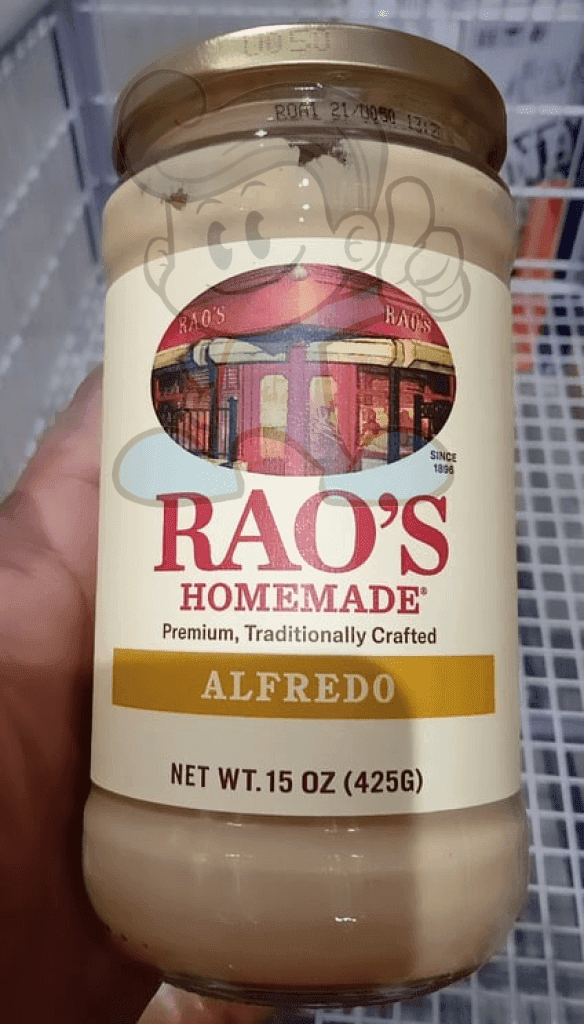 RAO'S
RAO'S
SINCE
1896
RAO'S
HOMEMADE®
Premium, Traditionally Crafted
ALFREDO
NET WT. 15 OZ (425G)